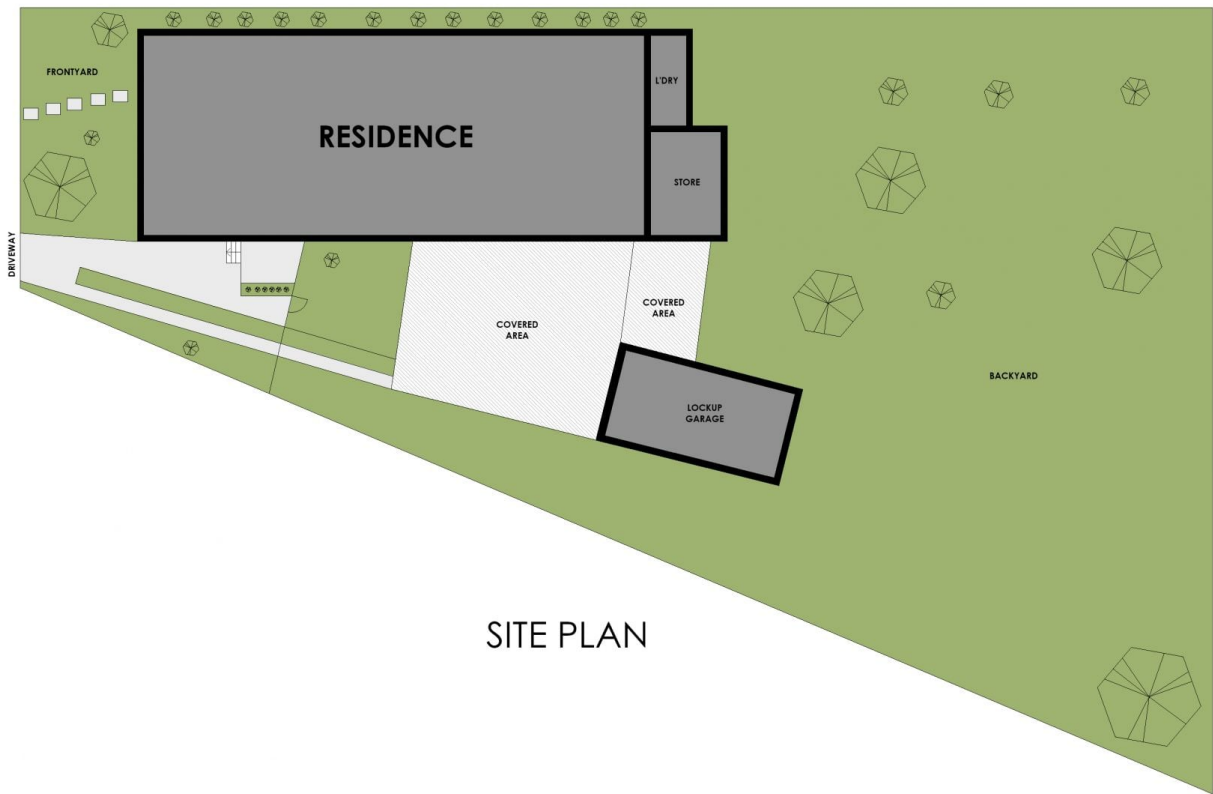 FRONTYARD
L'DRY
RESIDENCE
STORE
DRIVEWAY
COVERED
AREA
COVERED
AREA
BACKYARD
LOCKUP
GARAGE
SITE PLAN